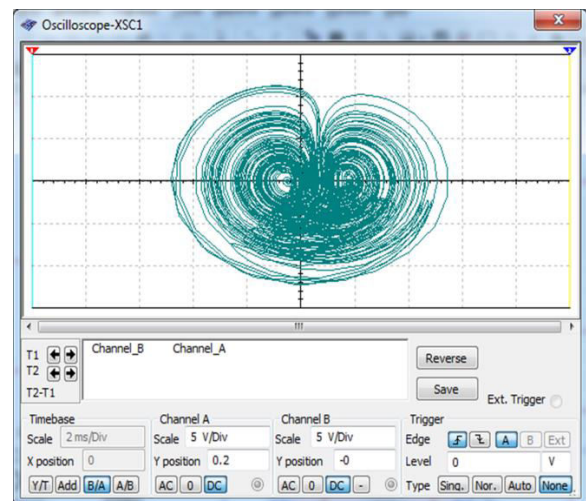 Oscilloscope-XSC1
T1
T2
T2-T1
Channel_B Channel_A
Reverse
Save
Ext. Trigger
Timebase
Scale 2 ms/Div
X position 0
Y/T Add B/A A/B
Channel A
Scale 5 V/Div
Y position 0.2
AC 0 DC
Channel B
Scale 5 V/Div
Y position -0
AC 0 DC -
Trigger
Edge A B Ext
Level 0 V
Type Sing. Nor. Auto None